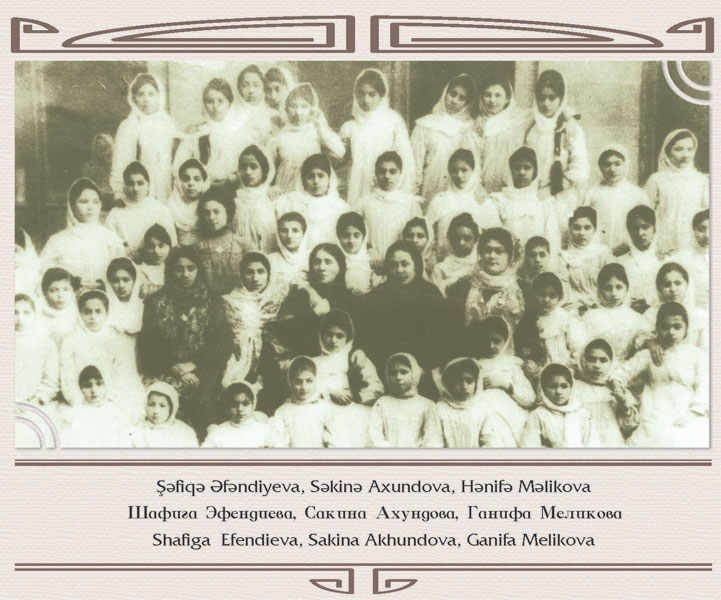 Şəfiqə Əfəndiyeva, Səkinə Axundova, Hənifə Məlikova
Шафига Эфендиева, Сакина Ахундова, Ганифа Меликова
Shafiga Efendieva, Sakina Akhundova, Ganifa Melikova